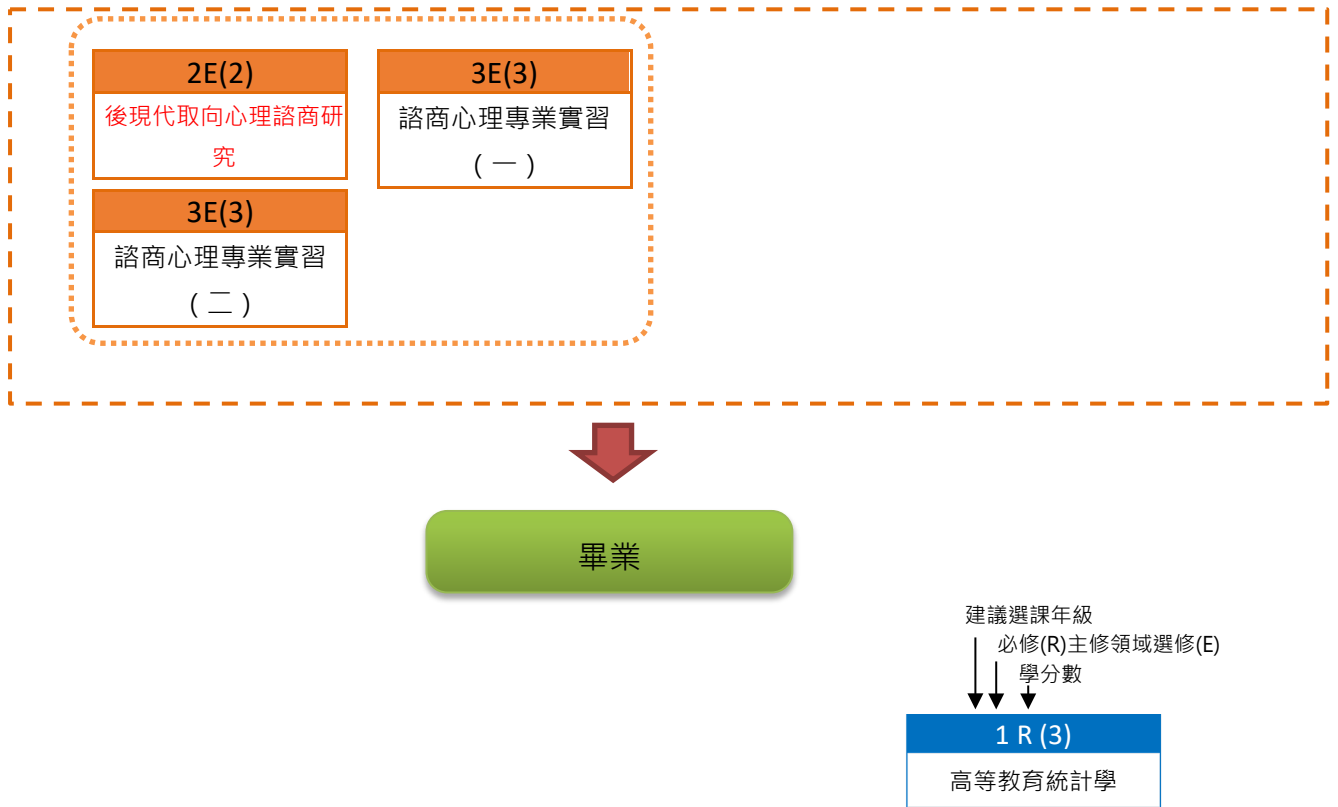 2E(2)
後現代取向心理諮商研
究
3E(3)
諮商心理專業實習
(一)
3E(3)
諮商心理專業實習
(二)
畢業
建議選課年級
必修(R)主修領域選修(E)
學分數
1 R (3)
高等教育統計學